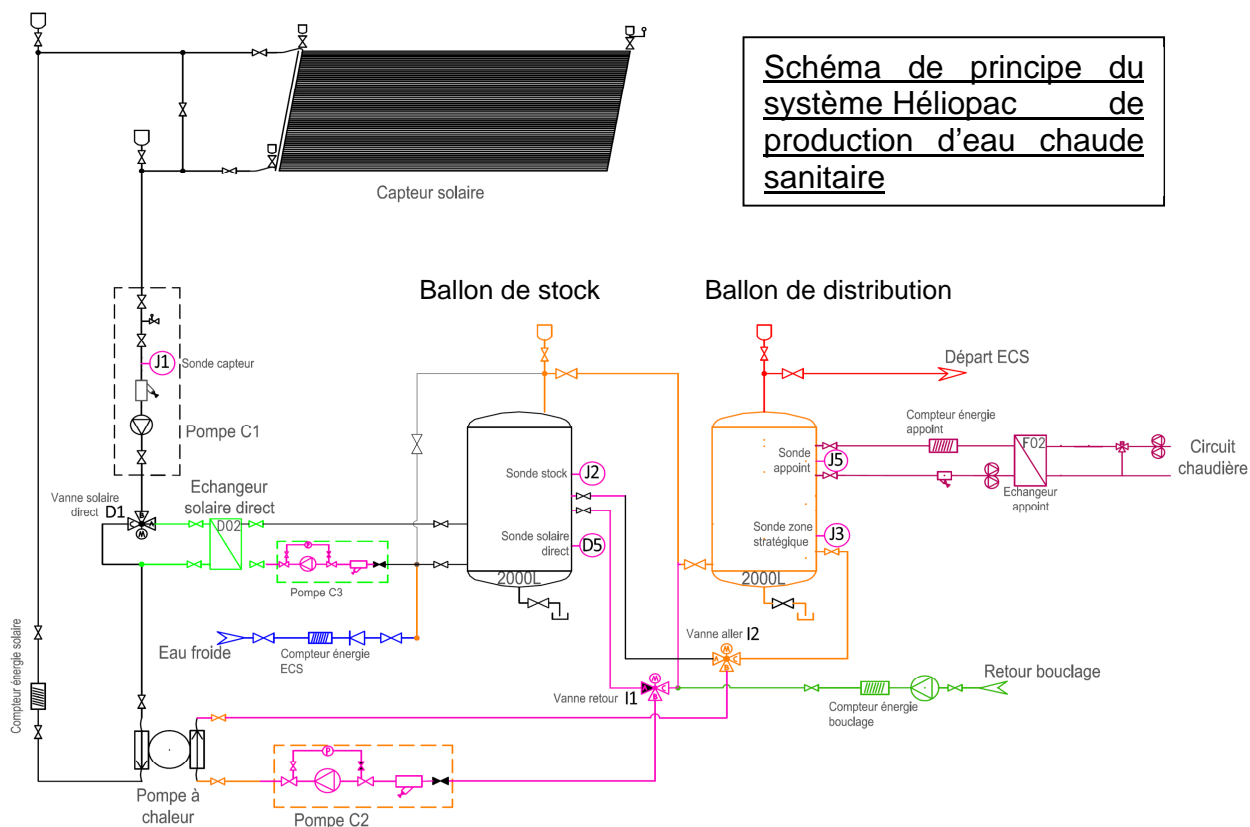 Schéma de principe du
système Héliopac de
production d'eau chaude
sanitaire
Capteur solaire
Ballon de stock
Ballon de distribution
J1
Sonde capteur
Départ ECS
Pompe C1
Compteur énergie
appoint
F02
Circuit
chaudière
Echangeur
appoint
Sonde
appoint
J5
Sonde stock
J2
Echangeur
solaire direct
Vanne solaire
direct
D1
B
A
M
D02
P
Pompe C3
Sonde solaire
direct
D5
Sonde zone
stratégique
J3
2000L
2000L
Eau froide
Compteur énergie
ECS
Vanne aller I2
M
A
C
B
Vanne retour I1
M
A
C
B
Retour bouclage
Compteur énergie
bouclage
Compteur énergie solaire
P
Pompe à
chaleur
Pompe C2